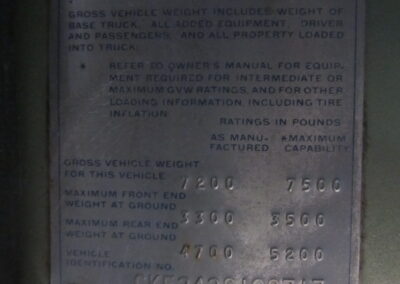 GROSS VEHICLE WEIGHT INCLUDES WEIGHT OF
BASE TRUCK, ALL ADDED EQUIPMENT, DRIVER
AND PASSENGERS, AND ALL PROPERTY LOADED
INTO TRUCK.
* REFER TO OWNER'S MANUAL FOR EQUIP-
MENT REQUIRED FOR INTERMEDIATE OR
MAXIMUM GVW RATINGS, AND FOR OTHER
LOADING INFORMATION INCLUDING TIRE
INFLATION.
RATINGS IN POUNDS
AS MANU- *MAXIMUM
FACTURED CAPABILITY
GROSS VEHICLE WEIGHT
FOR THIS VEHICLE 7200 7500
MAXIMUM FRONT END
WEIGHT AT GROUND 3300 3500
MAXIMUM REAR END
WEIGHT AT GROUND 4700 5200
VEHICLE
IDENTIFICATION NO.